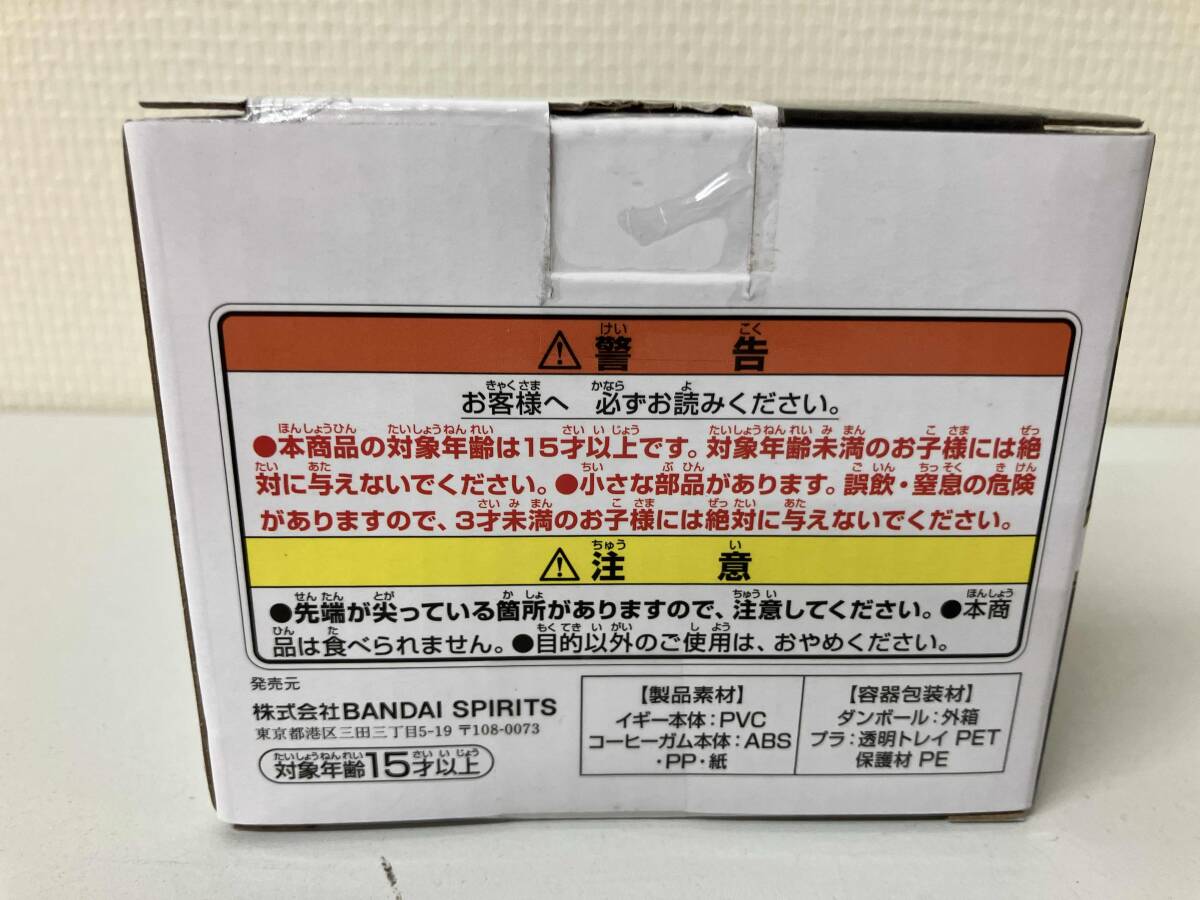 ⚠警告
お客様へ 必ずお読みください。
●本商品の対象年齢は15才以上です。対象年齢未満のお子様には絶
対に与えないでください。●小さな部品があります。誤飲・窒息の危険
がありますので、3才未満のお子様には絶対に与えないでください。
⚠注意
●先端が尖っている箇所がありますので、注意してください。●本商
品は食べられません。●目的以外のご使用は、おやめください。
発売元
株式会社BANDAI SPIRITS
東京都港区三田三丁目5-19 〒108-0073
対象年齢15才以上
【製品素材】
イギー本体:PVC
コーヒーガム本体:ABS
・PP・紙
【容器包装材】
ダンボール:外箱
プラ:透明トレイ PET
保護材 PE